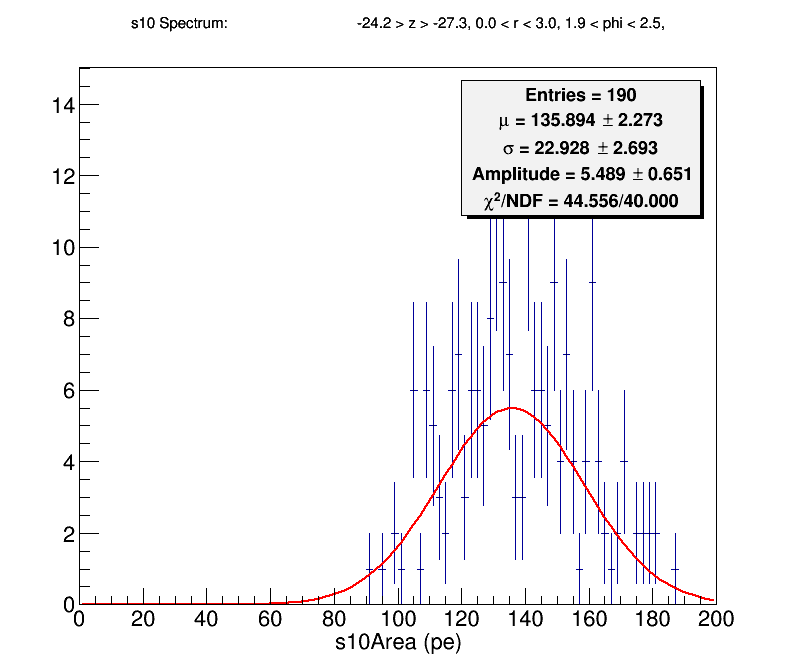 s10 Spectrum: -24.2 > z > -27.3, 0.0 < r < 3.0, 1.9 < phi < 2.5,
Entries = 190
μ = 135.894 ± 2.273
σ = 22.928 ± 2.693
Amplitude = 5.489 ± 0.651
χ²/NDF = 44.556/40.000
14
12
10
8
6
4
2
0
0 20 40 60 80 100 120 140 160 180 200
s10Area (pe)